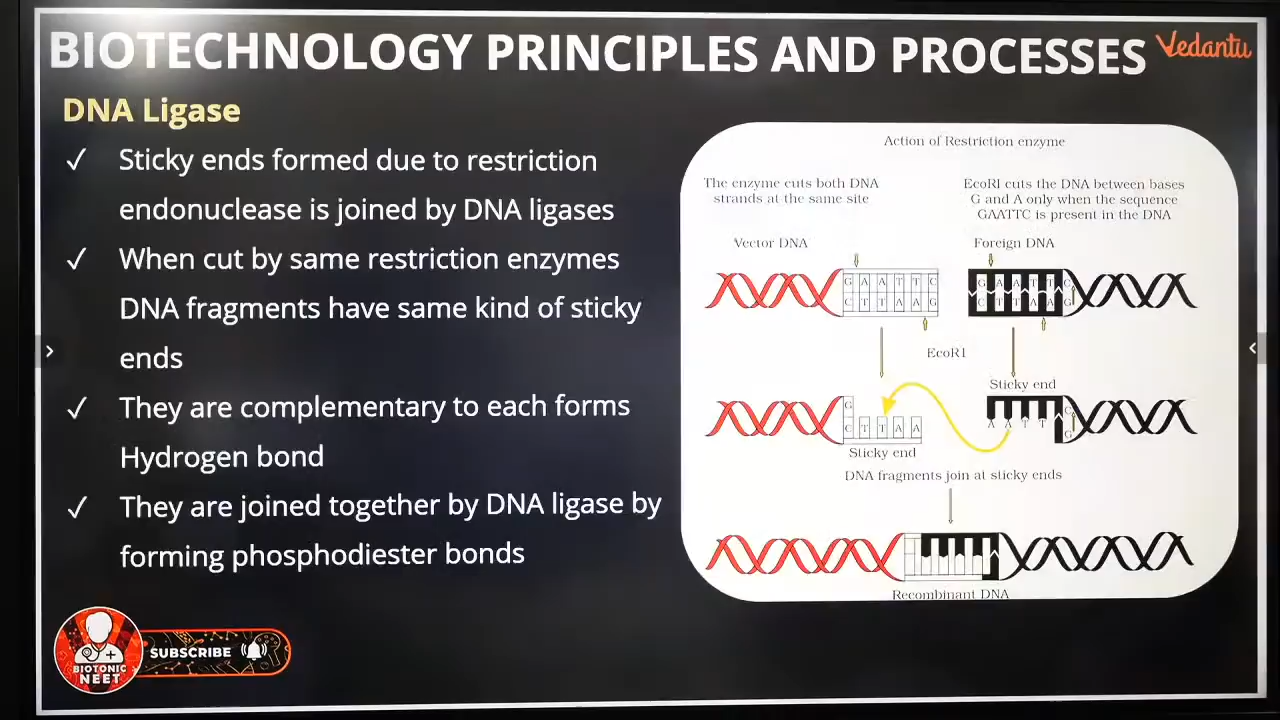 BIOTECHNOLOGY PRINCIPLES AND PROCESSES
Vedantu
DNA Ligase
✓ Sticky ends formed due to restriction
endonuclease is joined by DNA ligases
✓ When cut by same restriction enzymes
DNA fragments have same kind of sticky
ends
✓ They are complementary to each forms
Hydrogen bond
✓ They are joined together by DNA ligase by
forming phosphodiester bonds
Action of Restriction enzyme
The enzyme cuts both DNA
strands at the same site
EcoRI cuts the DNA between bases
G and A only when the sequence
GAATTC is present in the DNA
Vector DNA
Foreign DNA
G A A T T C
C T T A A G
G A A T T C
C T T A A G
EcoR1
Sticky end
G
C T T A A
A A T T
C
G
Sticky end
DNA fragments join at sticky ends
Recombinant DNA
BIOTONIC
NEET
SUBSCRIBE